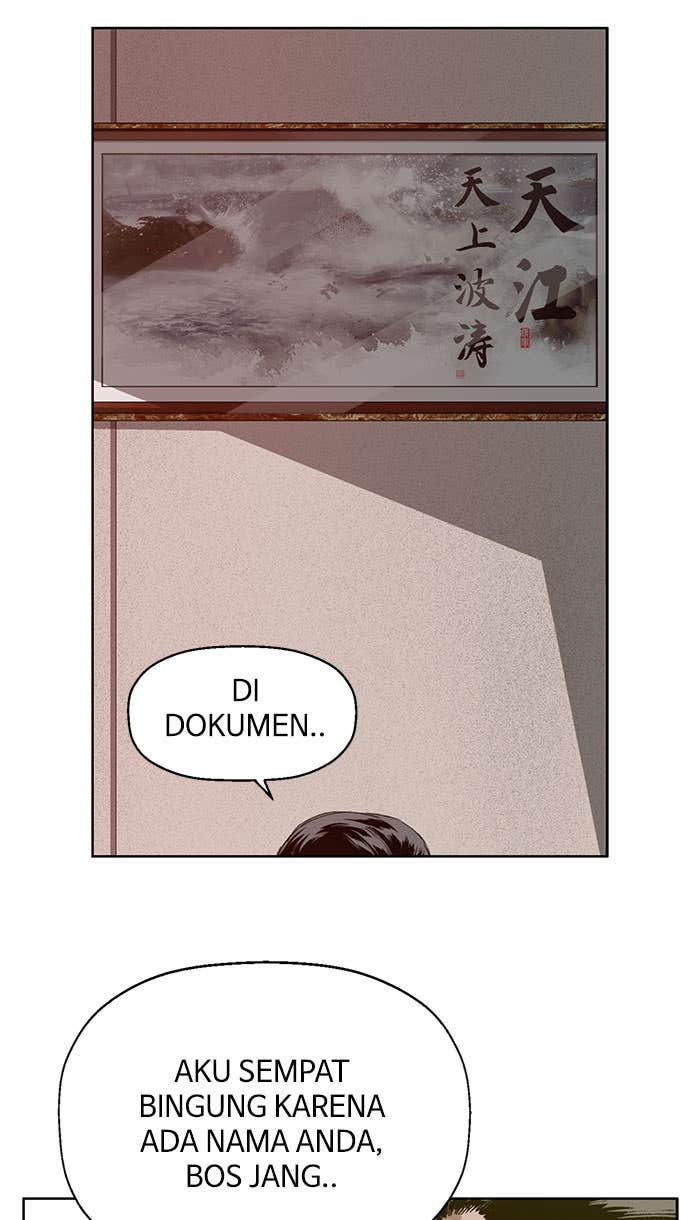 天江
天上波涛
DI
DOKUMEN..
AKU SEMPAT
BINGUNG KARENA
ADA NAMA ANDA,
BOS JANG..